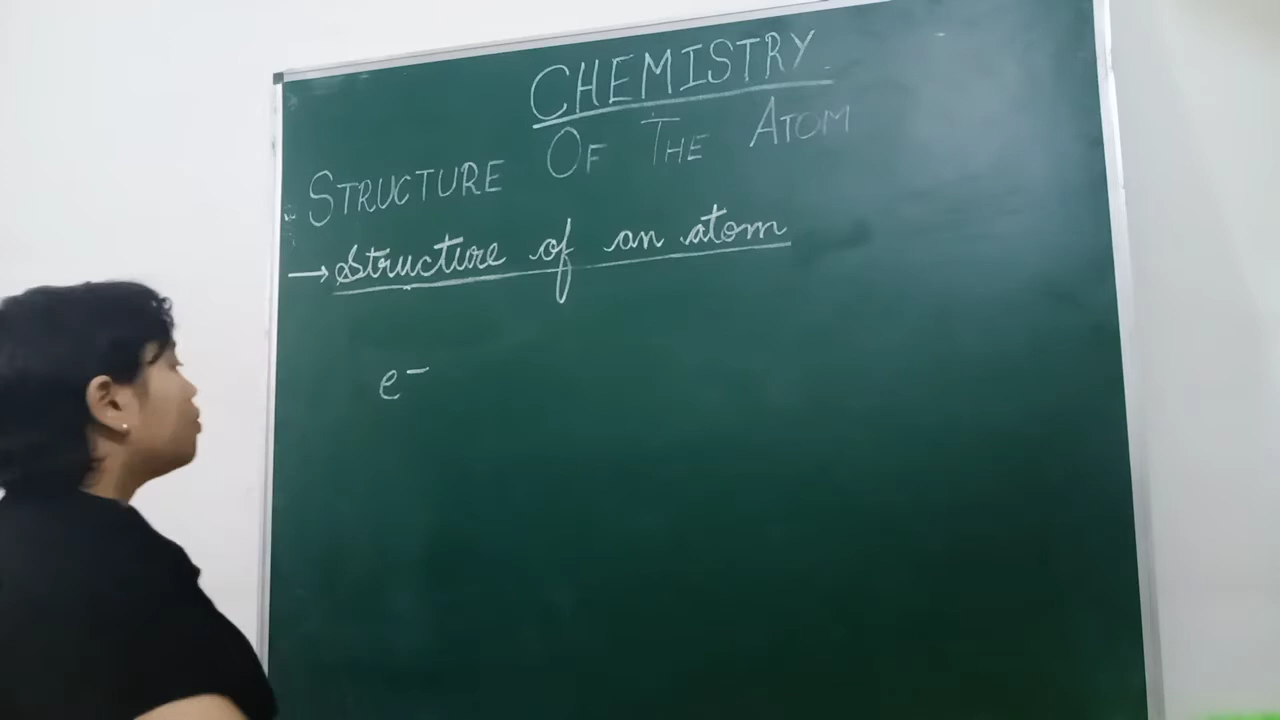 CHEMISTRY
STRUCTURE OF THE ATOM
→ Structure of an atom
e⁻